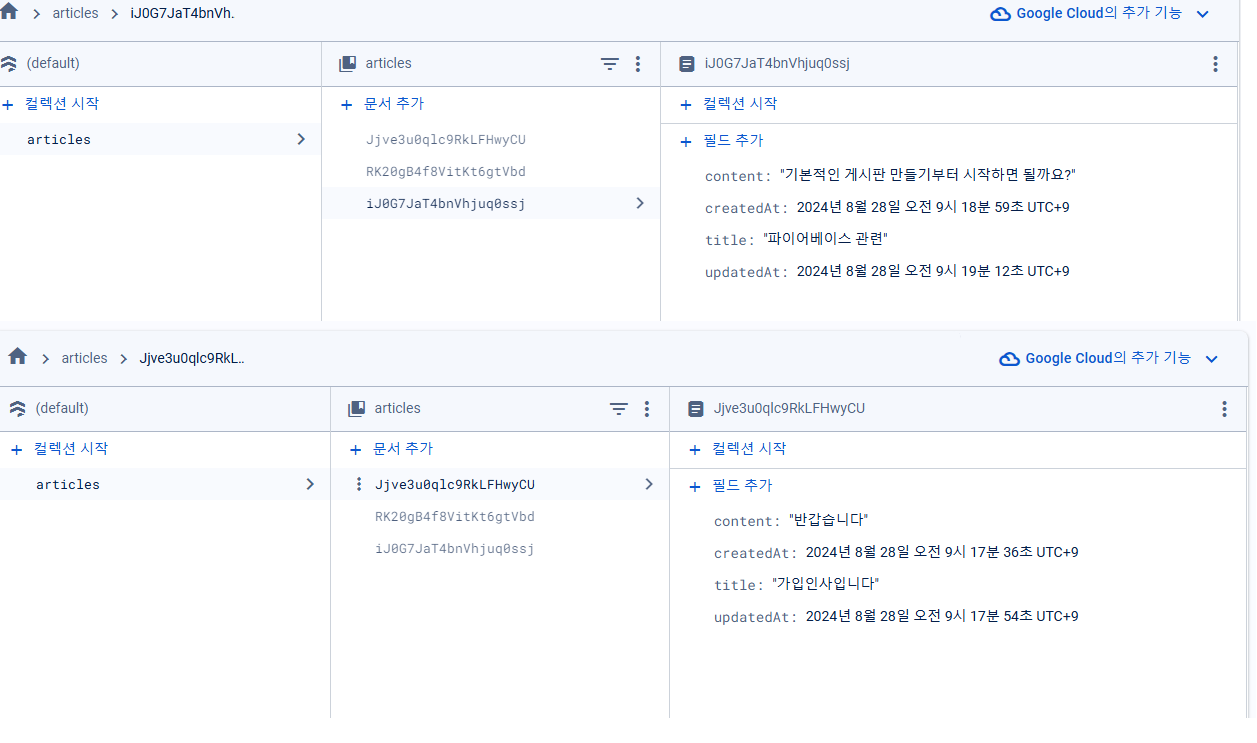 articles iJ0G7JaT4bnVh. Google Cloud의 추가 기능
(default) articles iJ0G7JaT4bnVhjuq0ssj
+ 컬렉션 시작 + 문서 추가 + 컬렉션 시작
articles Jjve3u0qlc9RkLFHwyCU + 필드 추가
RK20gB4f8VitKt6gtVbd content: "기본적인 게시판 만들기부터 시작하면 될까요?"
iJ0G7JaT4bnVhjuq0ssj createdAt: 2024년 8월 28일 오전 9시 18분 59초 UTC+9
title: "파이어베이스 관련"
updatedAt: 2024년 8월 28일 오전 9시 19분 12초 UTC+9
articles Jjve3u0qlc9RkL.. Google Cloud의 추가 기능
(default) articles Jjve3u0qlc9RkLFHwyCU
+ 컬렉션 시작 + 문서 추가 + 컬렉션 시작
articles Jjve3u0qlc9RkLFHwyCU + 필드 추가
RK20gB4f8VitKt6gtVbd content: "반갑습니다"
iJ0G7JaT4bnVhjuq0ssj createdAt: 2024년 8월 28일 오전 9시 17분 36초 UTC+9
title: "가입인사입니다"
updatedAt: 2024년 8월 28일 오전 9시 17분 54초 UTC+9